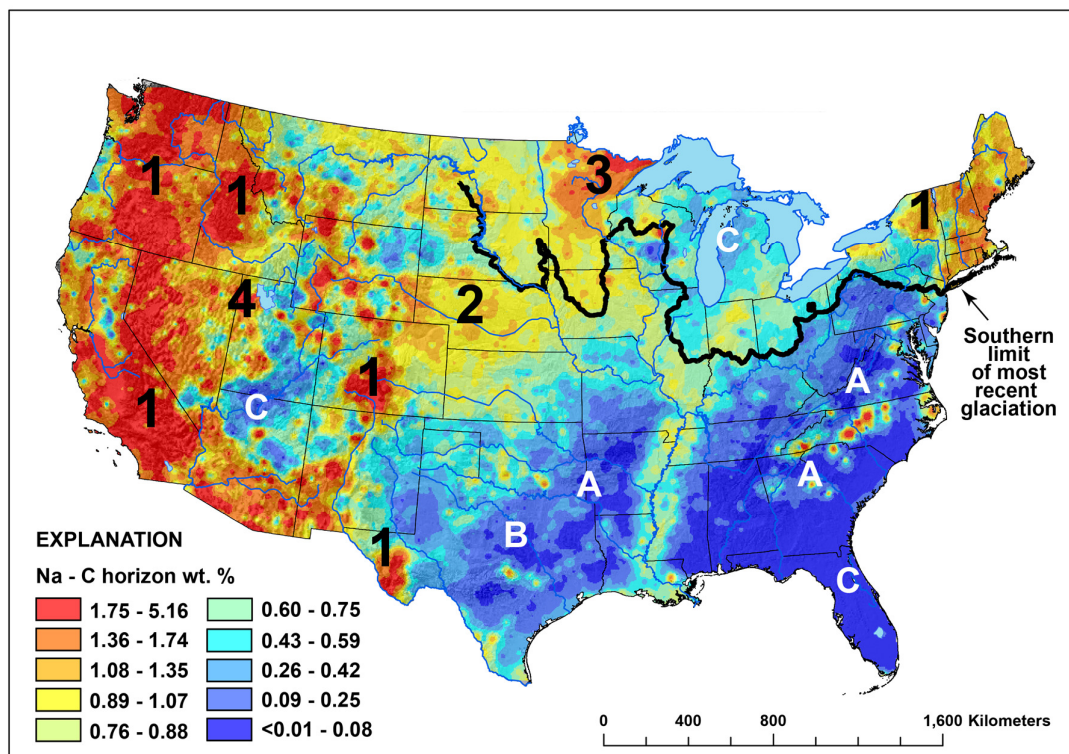 3
1
1
1
C
2
4
Southern
limit
of most
recent
glaciation
1
A
C
1
A
A
B
1
C
EXPLANATION
Na - C horizon wt. %
1.75 - 5.16
1.36 - 1.74
1.08 - 1.35
0.89 - 1.07
0.76 - 0.88
0.60 - 0.75
0.43 - 0.59
0.26 - 0.42
0.09 - 0.25
<0.01 - 0.08
0 400 800 1,600 Kilometers